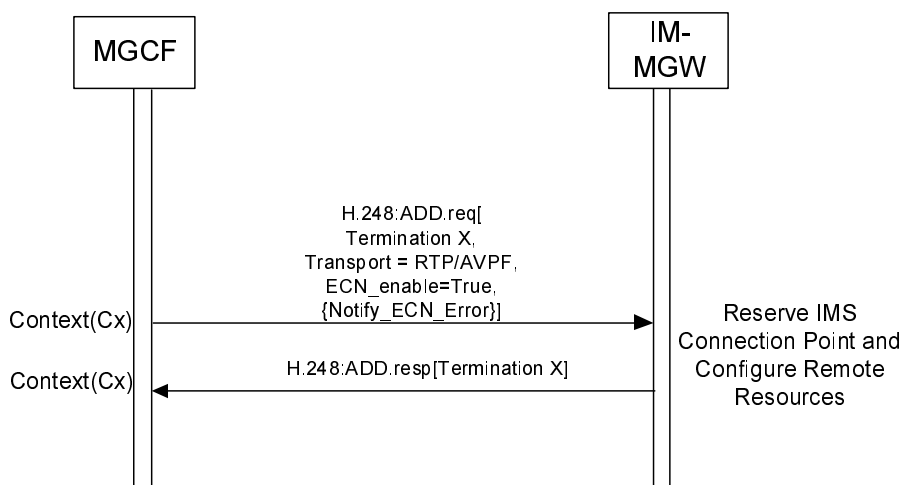 MGCF
IM-
MGW
H.248:ADD.req[
Termination X,
Transport = RTP/AVPF,
ECN_enable=True,
{Notify_ECN_Error}]
Context(Cx)
Reserve IMS
Connection Point and
Configure Remote
Resources
H.248:ADD.resp[Termination X]
Context(Cx)